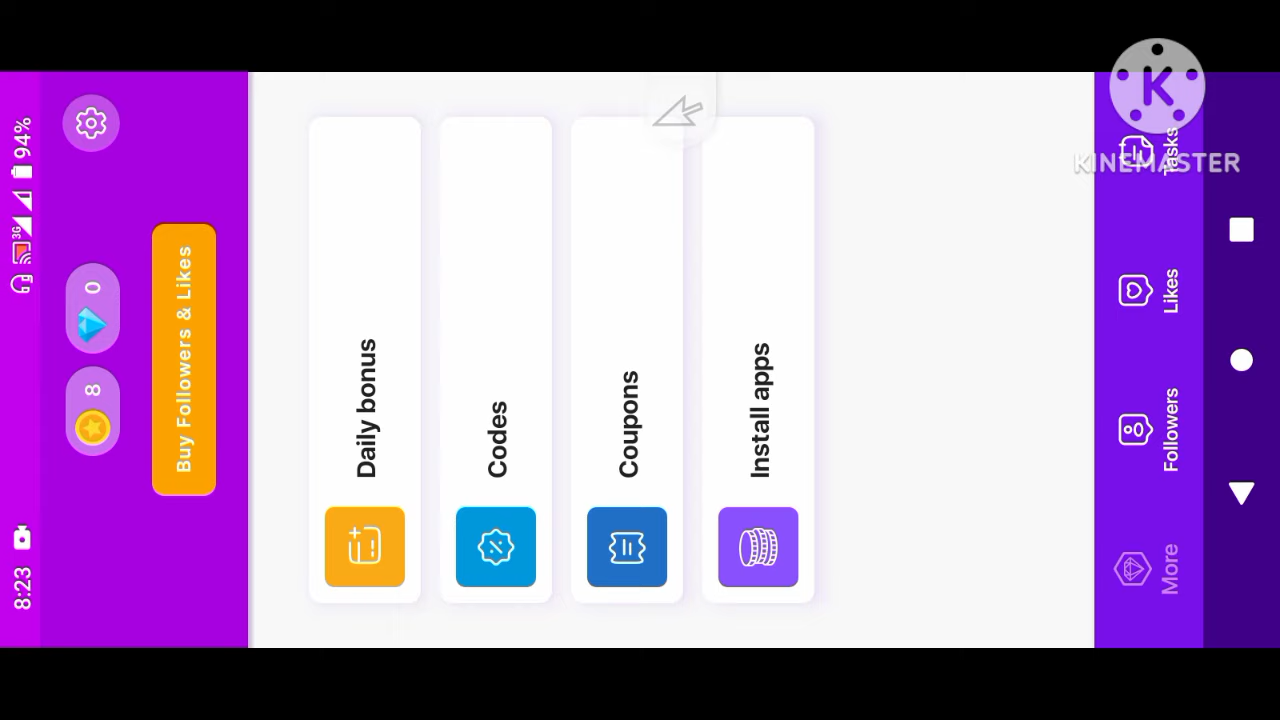 8:23
3G
94%
8
0
Buy Followers & Likes
Daily bonus
Codes
Coupons
Install apps
More
Followers
Likes
Tasks
K
KINEMASTER